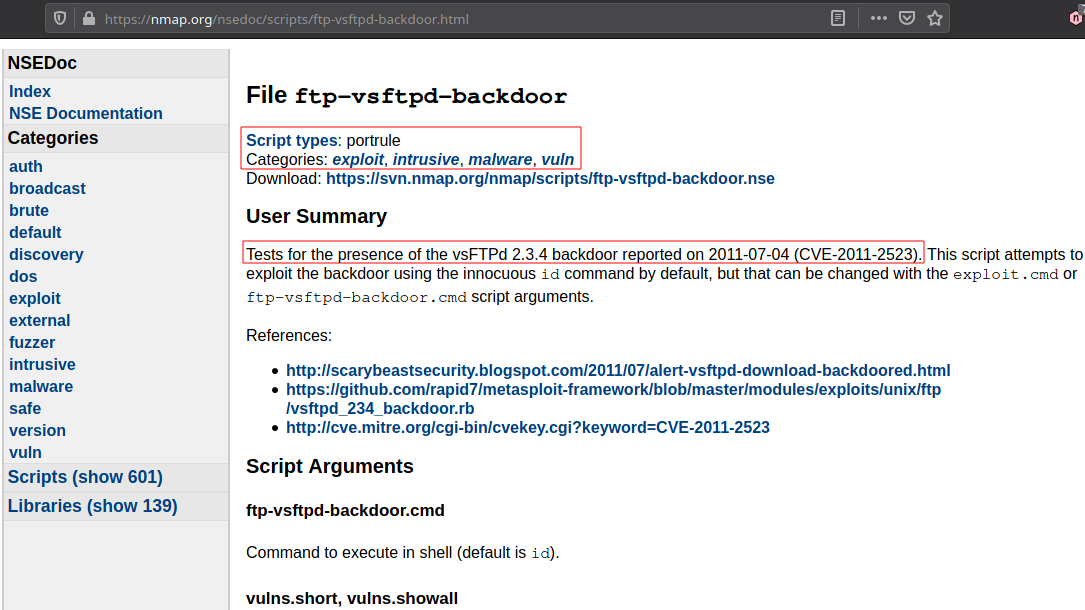 https://nmap.org/nsedoc/scripts/ftp-vsftpd-backdoor.html
NSEDoc
Index
NSE Documentation
Categories
auth
broadcast
brute
default
discovery
dos
exploit
external
fuzzer
intrusive
malware
safe
version
vuln
Scripts (show 601)
Libraries (show 139)
File ftp-vsftpd-backdoor
Script types: portrule
Categories: exploit, intrusive, malware, vuln
Download: https://svn.nmap.org/nmap/scripts/ftp-vsftpd-backdoor.nse
User Summary
Tests for the presence of the vsFTPd 2.3.4 backdoor reported on 2011-07-04 (CVE-2011-2523). This script attempts to
exploit the backdoor using the innocuous id command by default, but that can be changed with the exploit.cmd or
ftp-vsftpd-backdoor.cmd script arguments.
References:
• http://scarybeastsecurity.blogspot.com/2011/07/alert-vsftpd-download-backdoored.html
• https://github.com/rapid7/metasploit-framework/blob/master/modules/exploits/unix/ftp
/vsftpd_234_backdoor.rb
• http://cve.mitre.org/cgi-bin/cvekey.cgi?keyword=CVE-2011-2523
Script Arguments
ftp-vsftpd-backdoor.cmd
Command to execute in shell (default is id).
vulns.short, vulns.showall